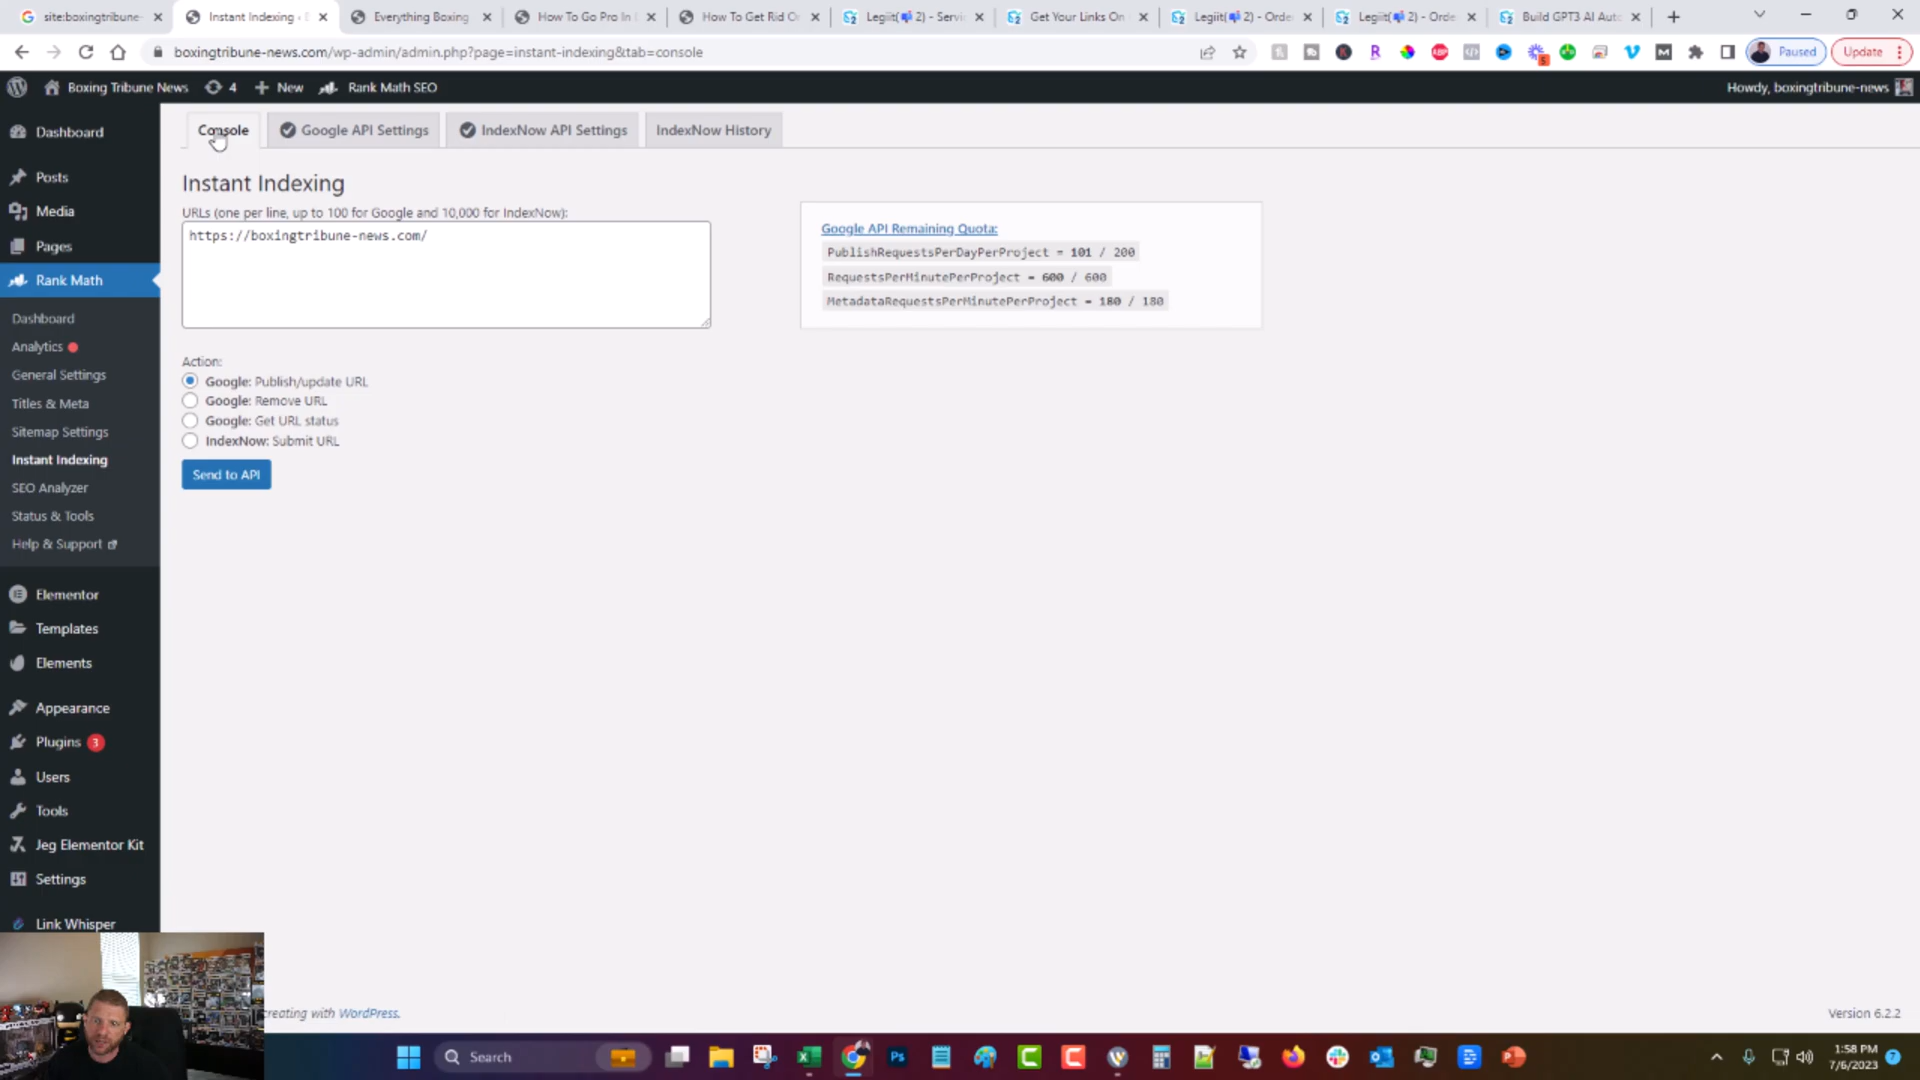 site:boxingtribune-
Instant Indexing ‹
Everything Boxing
How To Go Pro In
How To Get Rid O
Legiit( 2) - Servi
Get Your Links On
Legiit( 2) - Orde
Legiit( 2) - Orde
Build GPT3 AI Aut
boxingtribune-news.com/wp-admin/admin.php?page=instant-indexing&tab=console
Paused
Update
Boxing Tribune News
4
New
Rank Math SEO
Howdy, boxingtribune-news
Dashboard
Posts
Media
Pages
Rank Math
Dashboard
Analytics
General Settings
Titles & Meta
Sitemap Settings
Instant Indexing
SEO Analyzer
Status & Tools
Help & Support
Elementor
Templates
Elements
Appearance
Plugins 3
Users
Tools
Jeg Elementor Kit
Settings
Link Whisper
Console
Google API Settings
IndexNow API Settings
IndexNow History
Instant Indexing
URLs (one per line, up to 100 for Google and 10,000 for IndexNow):
https://boxingtribune-news.com/
Google API Remaining Quota:
PublishRequestsPerDayPerProject = 101 / 200
RequestsPerMinutePerProject = 600 / 600
MetadataRequestsPerMinutePerProject = 180 / 180
Action:
Google: Publish/update URL
Google: Remove URL
Google: Get URL status
IndexNow: Submit URL
Send to API
creating with WordPress.
Version 6.2.2
Search
1:58 PM
7/6/2023